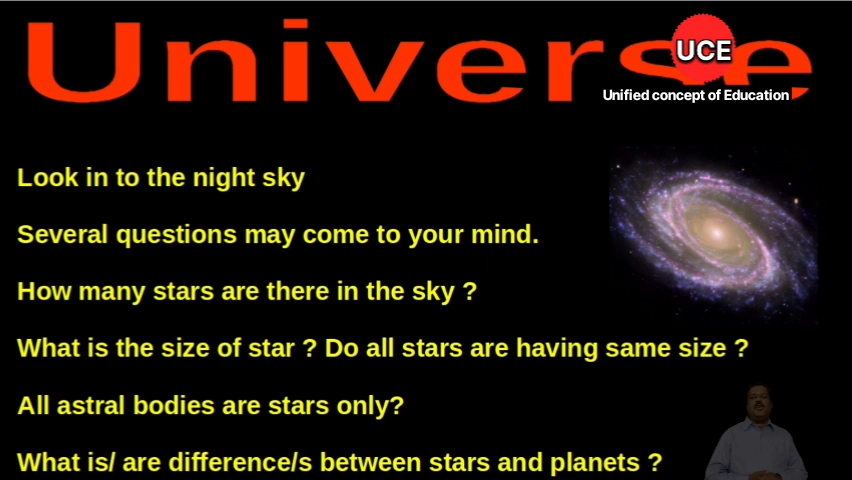 Universe
UCE
Unified concept of Education
Look in to the night sky
Several questions may come to your mind.
How many stars are there in the sky ?
What is the size of star ? Do all stars are having same size ?
All astral bodies are stars only?
What is/ are difference/s between stars and planets ?